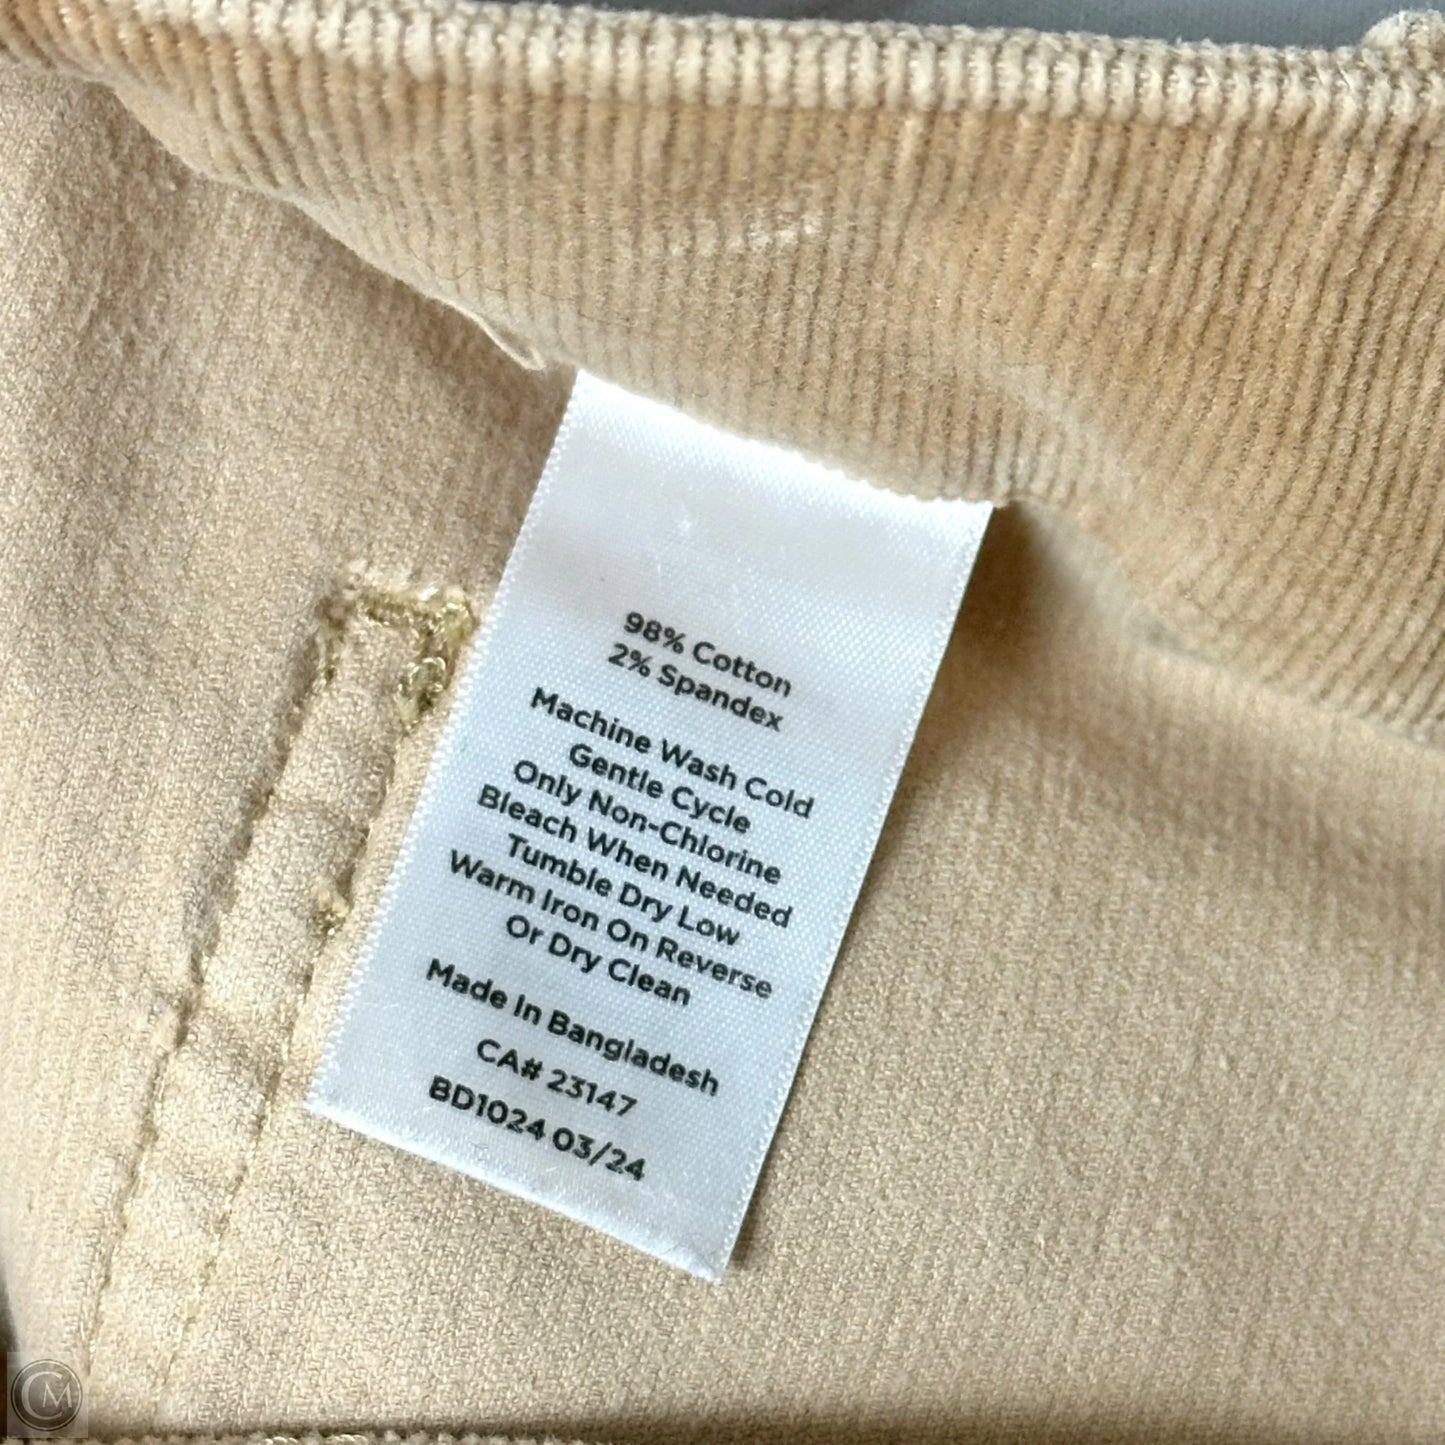 98% Cotton
2% Spandex
Machine Wash Cold
Gentle Cycle
Only Non-Chlorine
Bleach When Needed
Tumble Dry Low
Warm Iron On Reverse
Or Dry Clean
Made In Bangladesh
CA# 23147
BD1024 03/24
CM